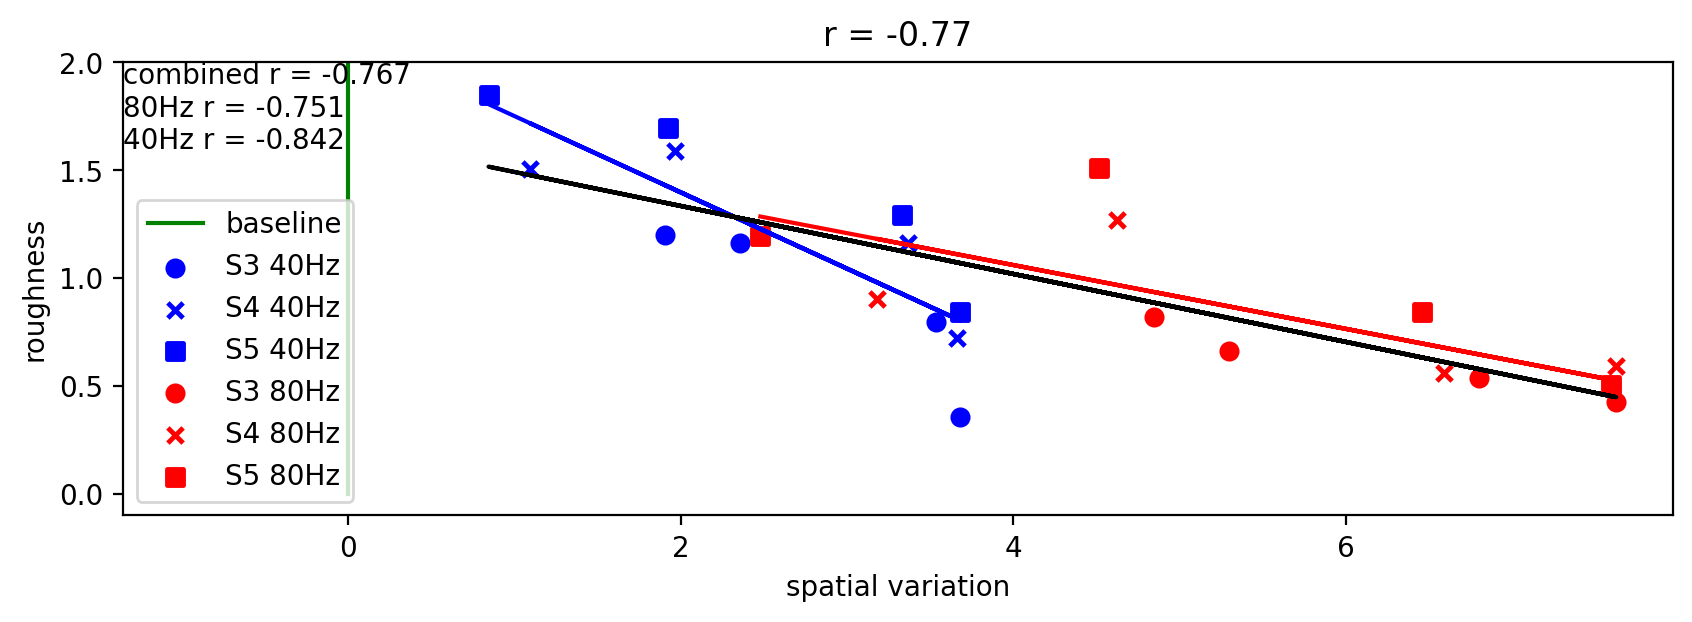 r = -0.77
combined r = -0.767
80Hz r = -0.751
40Hz r = -0.842
2.0
1.5
1.0
0.5
0.0
roughness
baseline
S3 40Hz
S4 40Hz
S5 40Hz
S3 80Hz
S4 80Hz
S5 80Hz
0 2 4 6
spatial variation